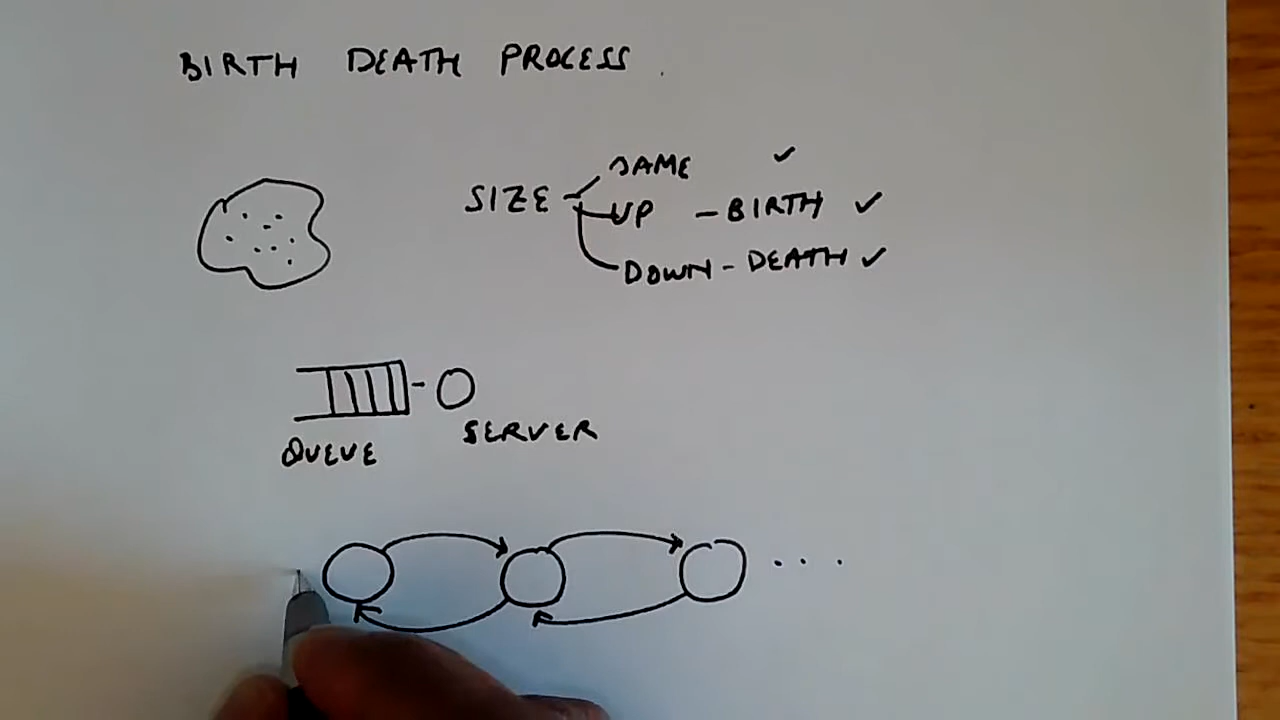 BIRTH DEATH PROCESS .
SAME ✓
SIZE UP - BIRTH ✓
DOWN - DEATH ✓
SERVER
QUEUE
. . .